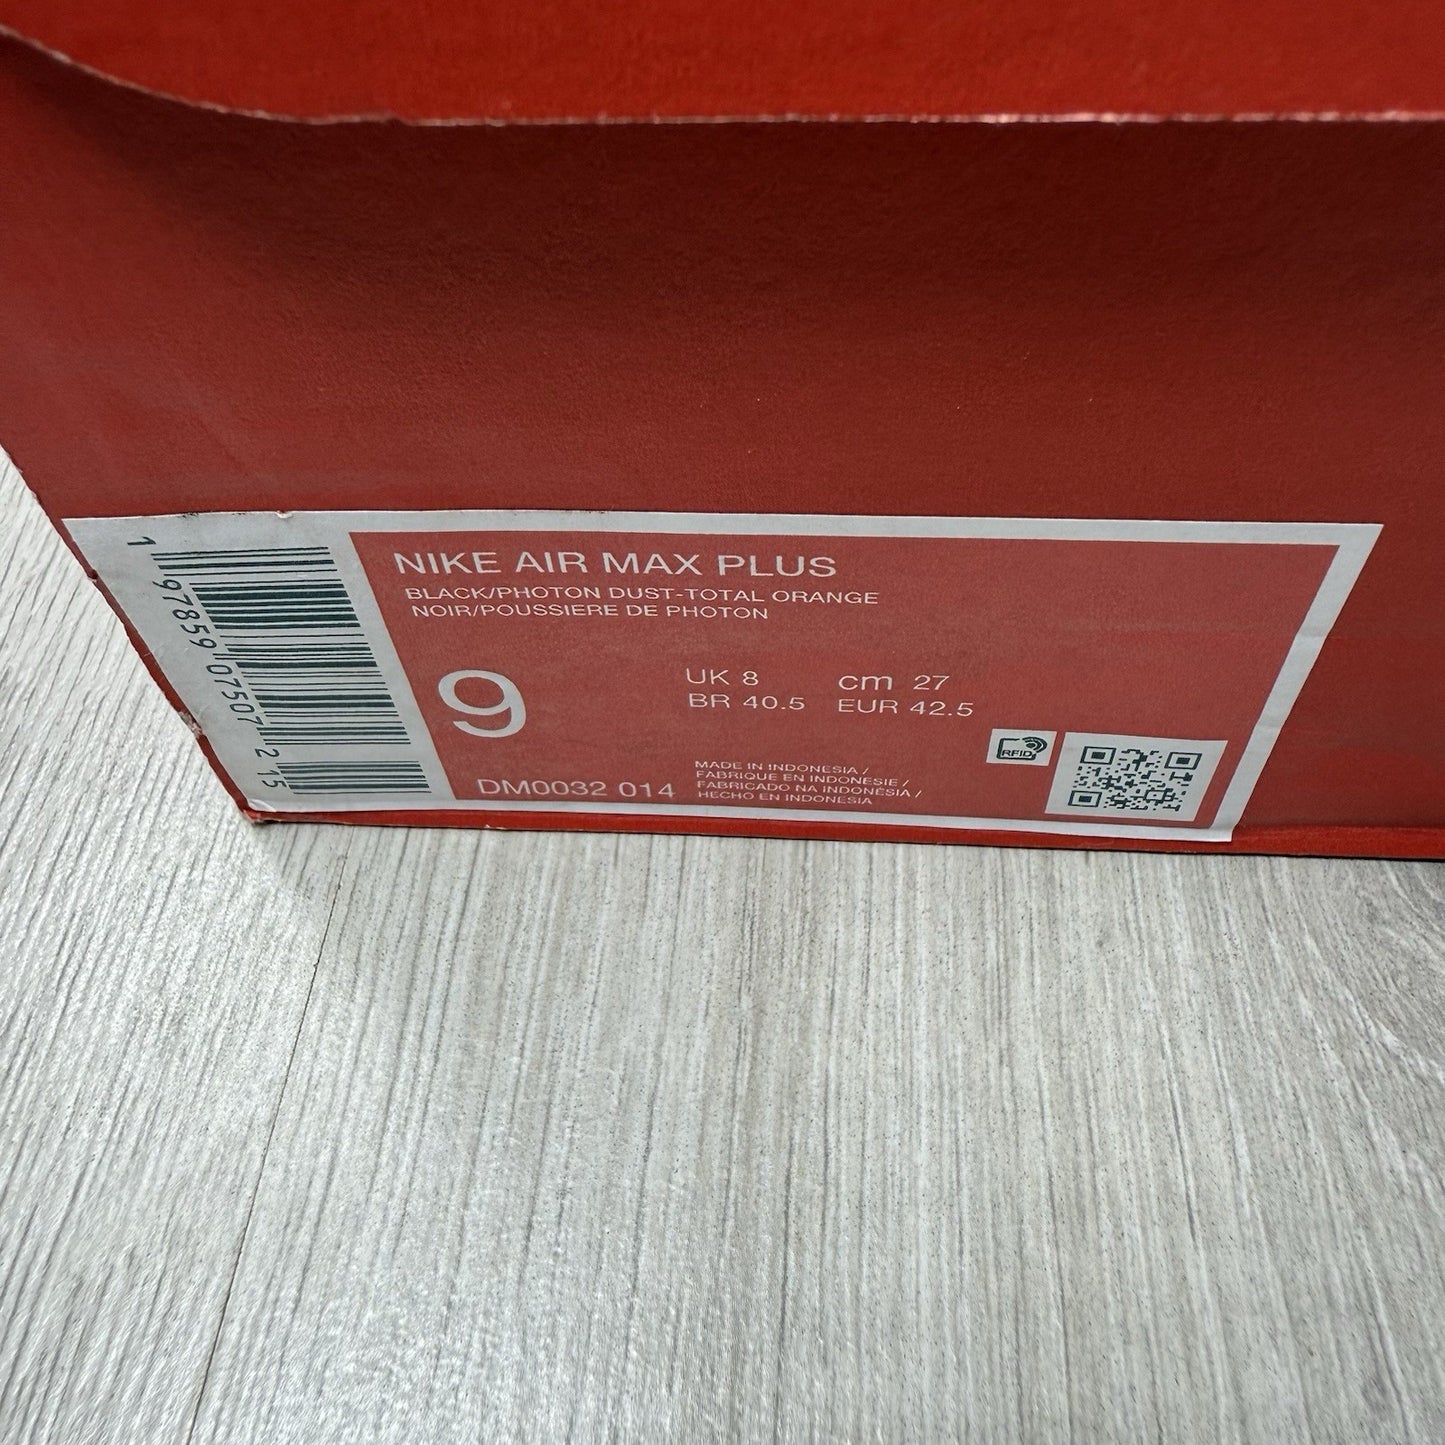 NIKE AIR MAX PLUS
BLACK/PHOTON DUST-TOTAL ORANGE
NOIR/POUSSIERE DE PHOTON
9
UK 8 cm 27
BR 40.5 EUR 42.5
DM0032 014
MADE IN INDONESIA /
FABRIQUE EN INDONESIE /
FABRICADO NA INDONÉSIA /
HECHO EN INDONESIA
RFID
1 97859 07507 2 15